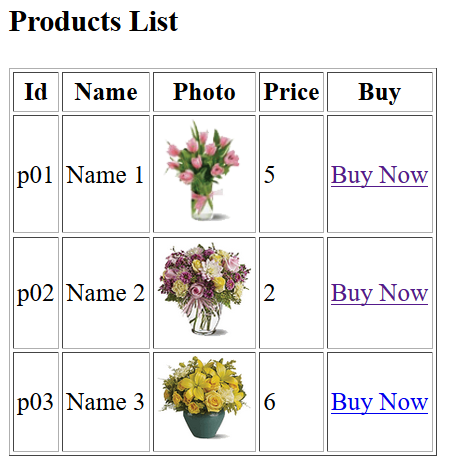 Products List
Id Name Photo Price Buy
p01 Name 1 5 Buy Now
p02 Name 2 2 Buy Now
p03 Name 3 6 Buy Now